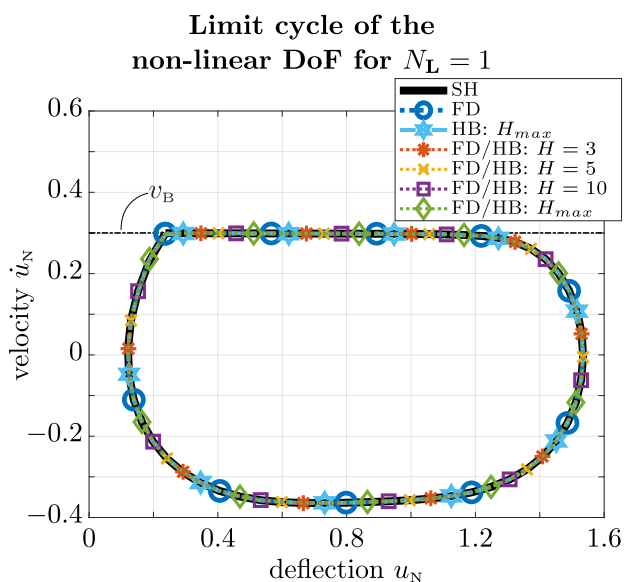 Limit cycle of the
non-linear DoF for N_L = 1
SH
FD
HB: H_max
FD/HB: H = 3
FD/HB: H = 5
FD/HB: H = 10
FD/HB: H_max
0.6
0.4
0.2
0
−0.2
−0.4
v_B
velocity u̇_N
0 0.4 0.8 1.2 1.6
deflection u_N